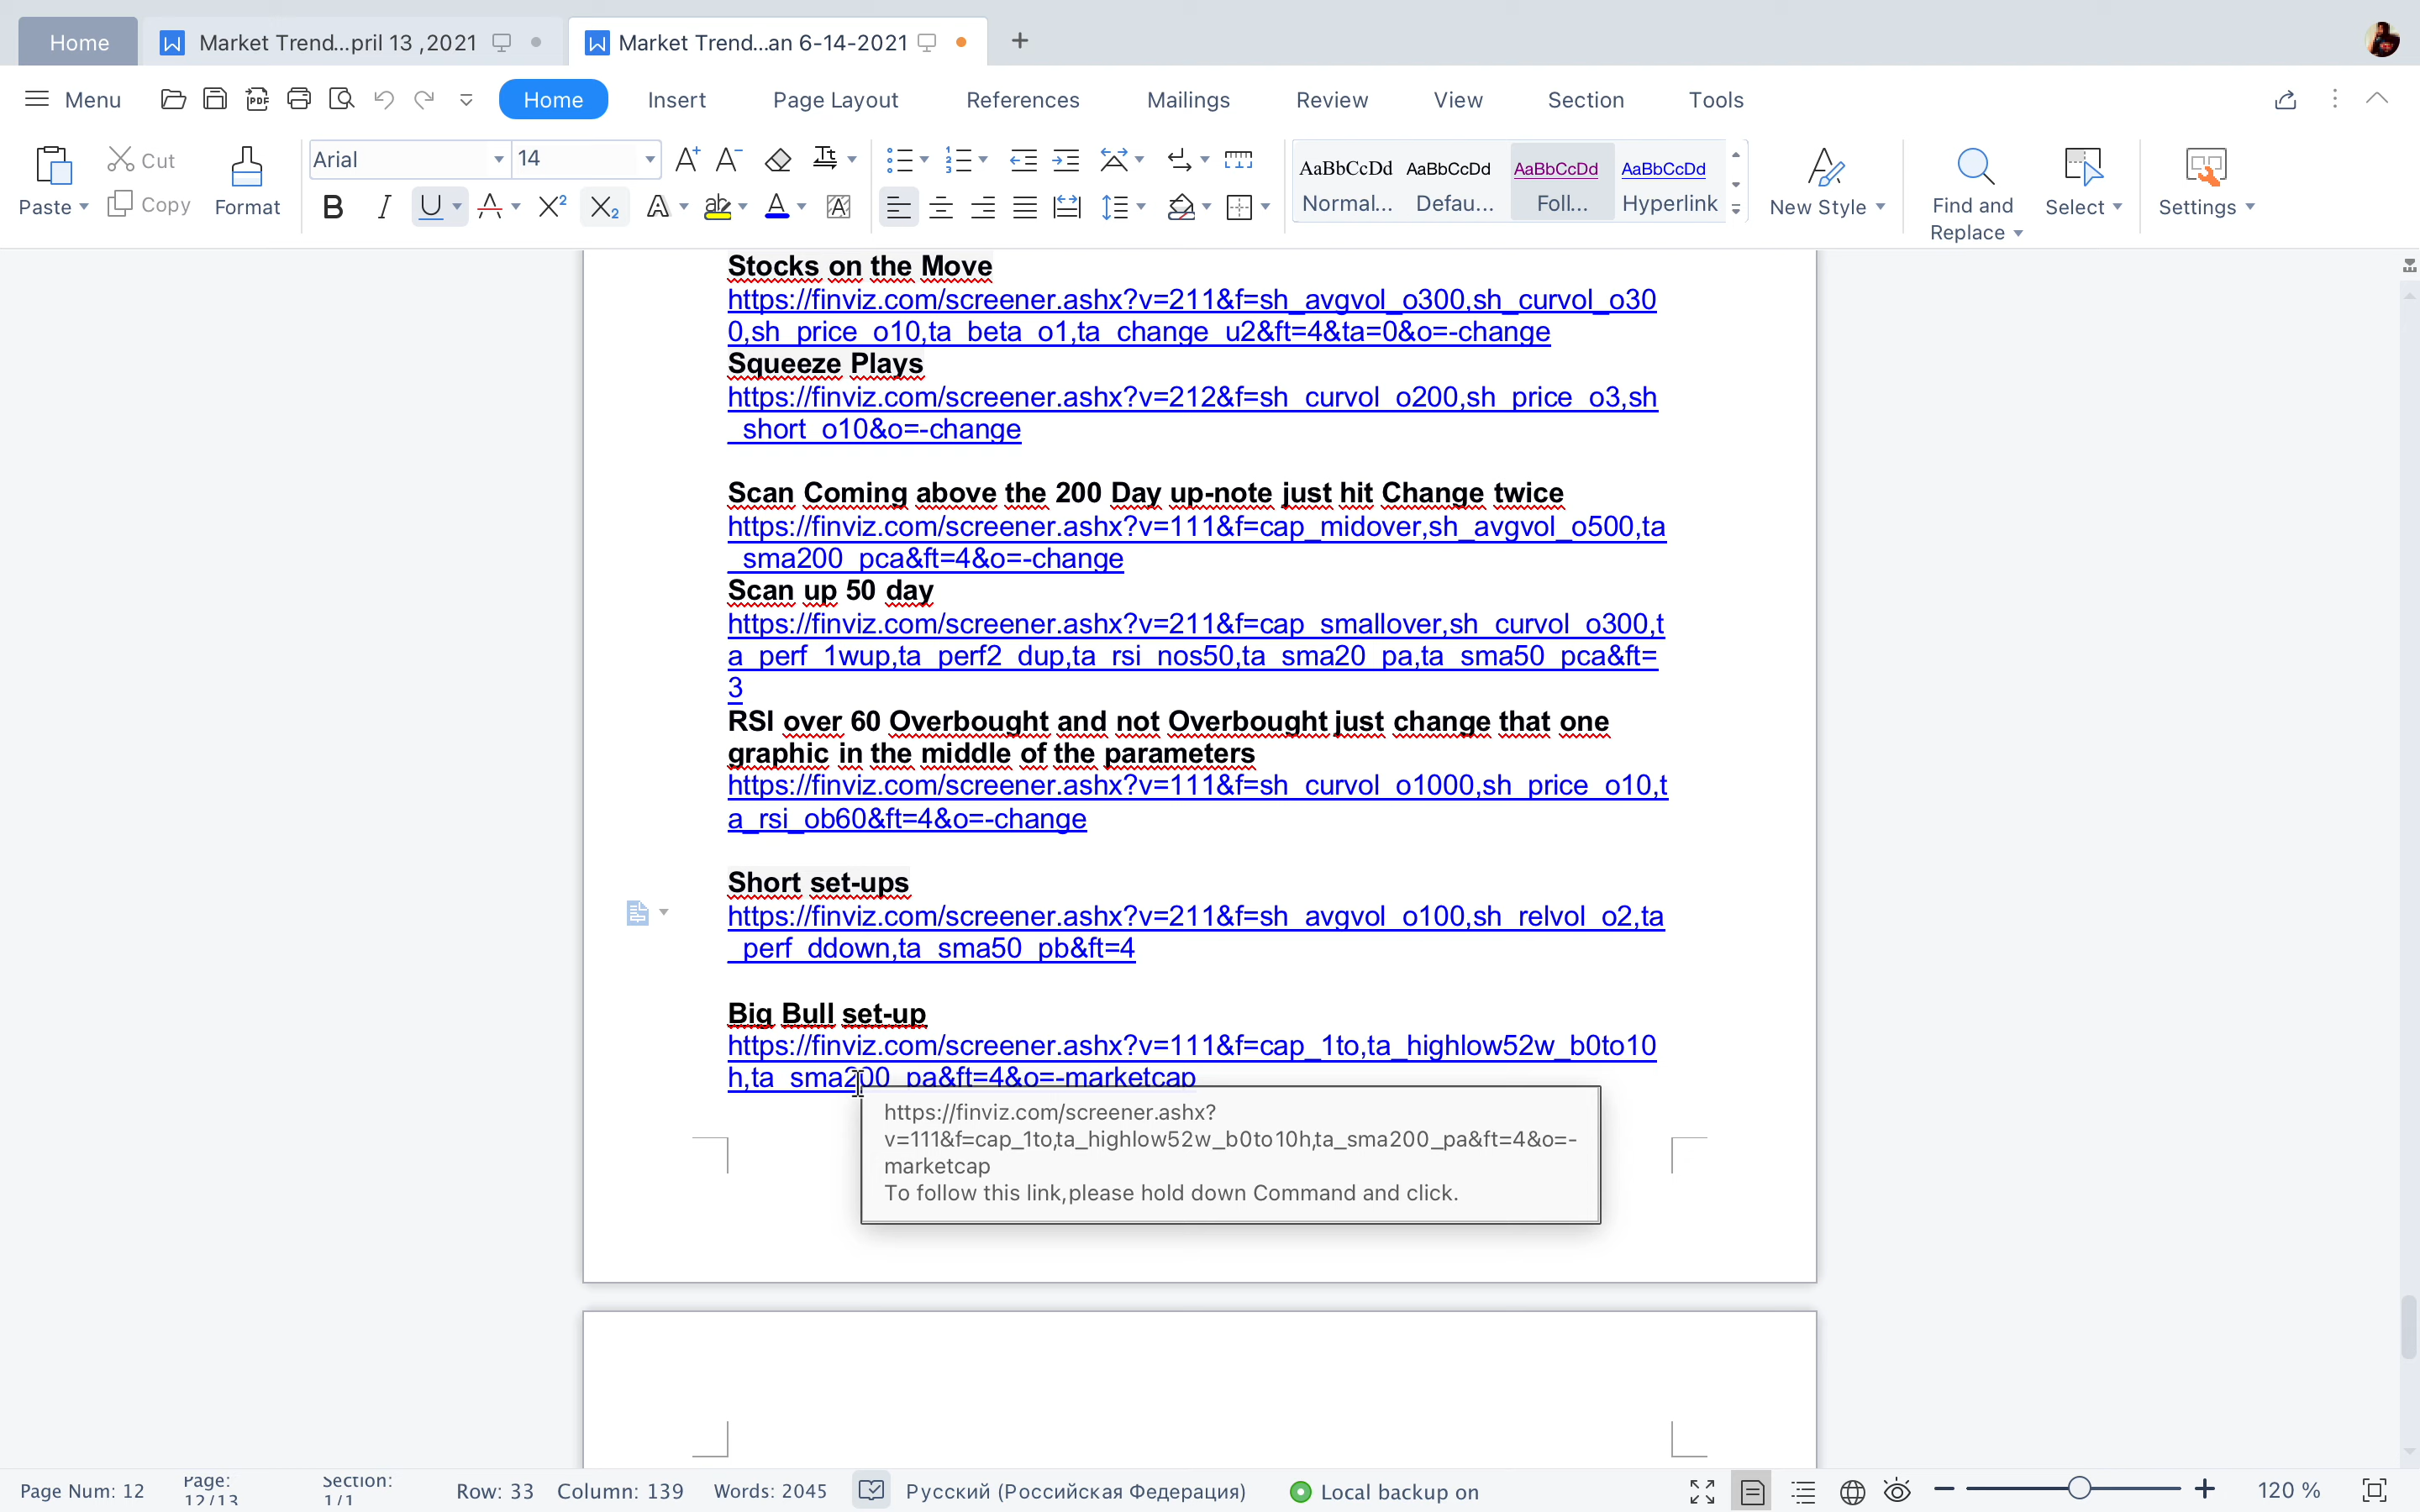 Home
Market Trend...pril 13 ,2021
Market Trend...an 6-14-2021
Menu
Home
Insert
Page Layout
References
Mailings
Review
View
Section
Tools
Paste
Cut
Copy
Format
Arial
14
AaBbCcDd
Normal...
AaBbCcDd
Defau...
AaBbCcDd
Foll...
AaBbCcDd
Hyperlink
New Style
Find and
Replace
Select
Settings
Stocks on the Move
https://finviz.com/screener.ashx?v=211&f=sh_avgvol_o300,sh_curvol_o30
0,sh_price_o10,ta_beta_o1,ta_change_u2&ft=4&ta=0&o=-change
Squeeze Plays
https://finviz.com/screener.ashx?v=212&f=sh_curvol_o200,sh_price_o3,sh
_short_o10&o=-change
Scan Coming above the 200 Day up-note just hit Change twice
https://finviz.com/screener.ashx?v=111&f=cap_midover,sh_avgvol_o500,ta
_sma200_pca&ft=4&o=-change
Scan up 50 day
https://finviz.com/screener.ashx?v=211&f=cap_smallover,sh_curvol_o300,t
a_perf_1wup,ta_perf2_dup,ta_rsi_nos50,ta_sma20_pa,ta_sma50_pca&ft=
3
RSI over 60 Overbought and not Overbought just change that one
graphic in the middle of the parameters
https://finviz.com/screener.ashx?v=111&f=sh_curvol_o1000,sh_price_o10,t
a_rsi_ob60&ft=4&o=-change
Short set-ups
https://finviz.com/screener.ashx?v=211&f=sh_avgvol_o100,sh_relvol_o2,ta
_perf_ddown,ta_sma50_pb&ft=4
Big Bull set-up
https://finviz.com/screener.ashx?v=111&f=cap_1to,ta_highlow52w_b0to10
h,ta_sma200_pa&ft=4&o=-marketcap
https://finviz.com/screener.ashx?
v=111&f=cap_1to,ta_highlow52w_b0to10h,ta_sma200_pa&ft=4&o=-
marketcap
To follow this link,please hold down Command and click.
Page Num: 12
Page:
12/13
Section:
1/1
Row: 33
Column: 139
Words: 2045
Русский (Российская Федерация)
Local backup on
120 %